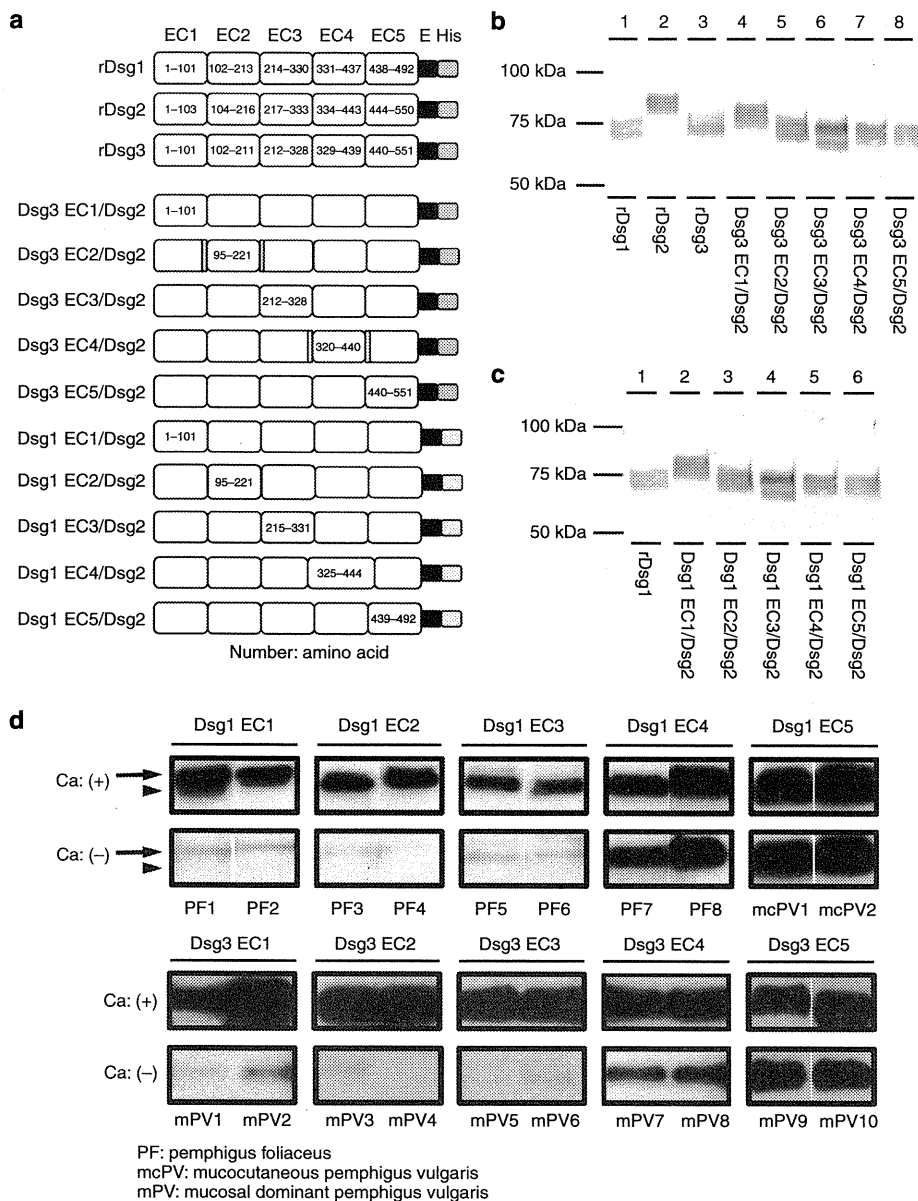 a
EC1 EC2 EC3 EC4 EC5 E His
rDsg1 1–101 102–213 214–330 331–437 438–492
rDsg2 1–103 104–216 217–333 334–443 444–550
rDsg3 1–101 102–211 212–328 329–439 440–551
Dsg3 EC1/Dsg2 1–101
Dsg3 EC2/Dsg2 95–221
Dsg3 EC3/Dsg2 212–328
Dsg3 EC4/Dsg2 320–440
Dsg3 EC5/Dsg2 440–551
Dsg1 EC1/Dsg2 1–101
Dsg1 EC2/Dsg2 95–221
Dsg1 EC3/Dsg2 215–331
Dsg1 EC4/Dsg2 325–444
Dsg1 EC5/Dsg2 439–492
Number: amino acid
b
1 2 3 4 5 6 7 8
100 kDa
75 kDa
50 kDa
rDsg1
rDsg2
rDsg3
Dsg3 EC1/Dsg2
Dsg3 EC2/Dsg2
Dsg3 EC3/Dsg2
Dsg3 EC4/Dsg2
Dsg3 EC5/Dsg2
c
1 2 3 4 5 6
100 kDa
75 kDa
50 kDa
rDsg1
Dsg1 EC1/Dsg2
Dsg1 EC2/Dsg2
Dsg1 EC3/Dsg2
Dsg1 EC4/Dsg2
Dsg1 EC5/Dsg2
d
Dsg1 EC1 Dsg1 EC2 Dsg1 EC3 Dsg1 EC4 Dsg1 EC5
Ca: (+)
Ca: (–)
PF1 PF2 PF3 PF4 PF5 PF6 PF7 PF8 mcPV1 mcPV2
Dsg3 EC1 Dsg3 EC2 Dsg3 EC3 Dsg3 EC4 Dsg3 EC5
Ca: (+)
Ca: (–)
mPV1 mPV2 mPV3 mPV4 mPV5 mPV6 mPV7 mPV8 mPV9 mPV10
PF: pemphigus foliaceus
mcPV: mucocutaneous pemphigus vulgaris
mPV: mucosal dominant pemphigus vulgaris